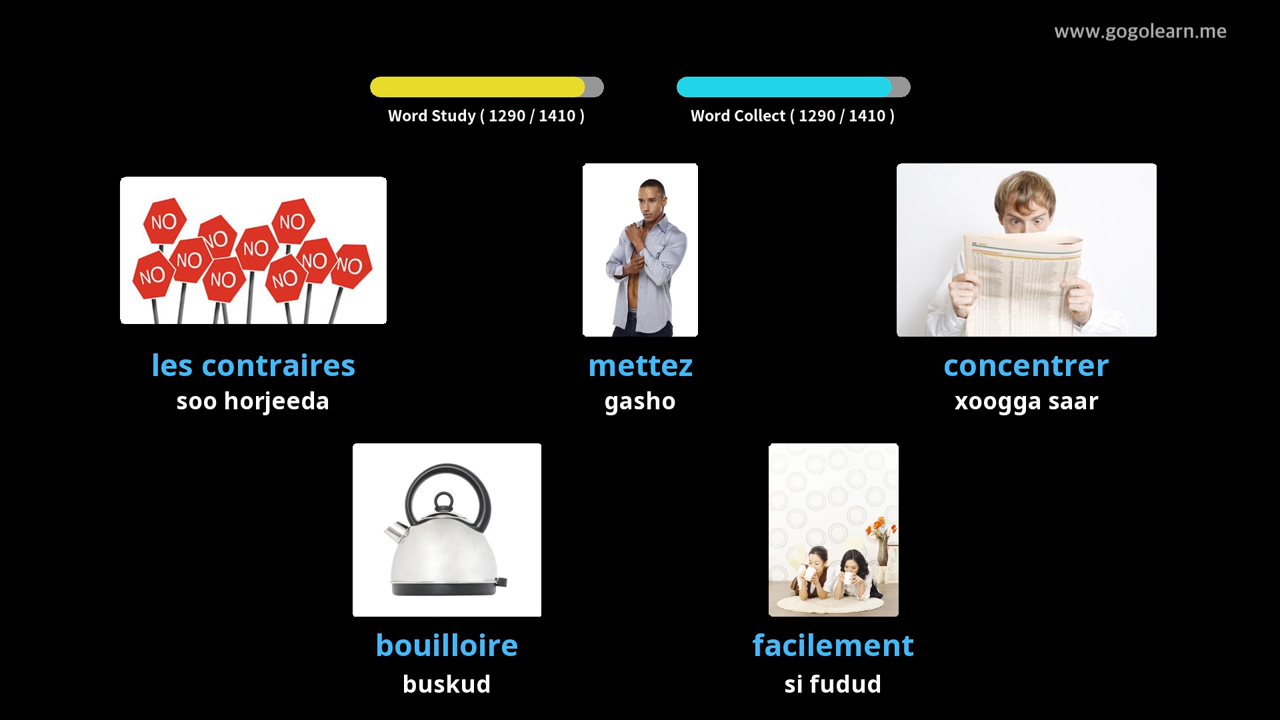 www.gogolearn.me
Word Study ( 1290 / 1410 )
Word Collect ( 1290 / 1410 )
NO
NO
NO
NO
NO
NO
NO
NO
NO
NO
les contraires
soo horjeeda
mettez
gasho
concentrer
xoogga saar
bouilloire
buskud
facilement
si fudud